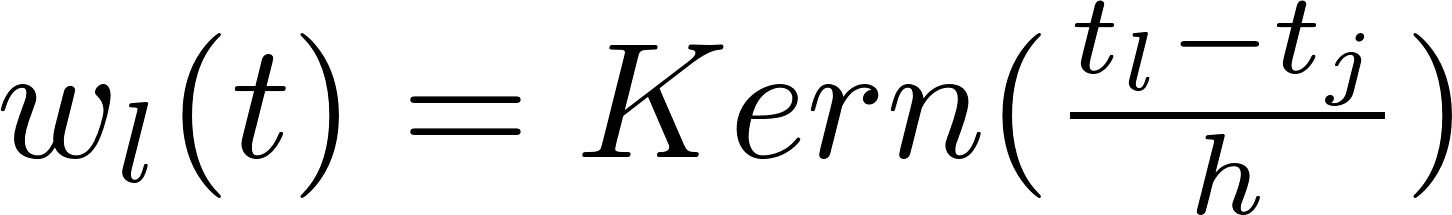 w_l(t) = Kern(\frac{t_l - t_j}{h})